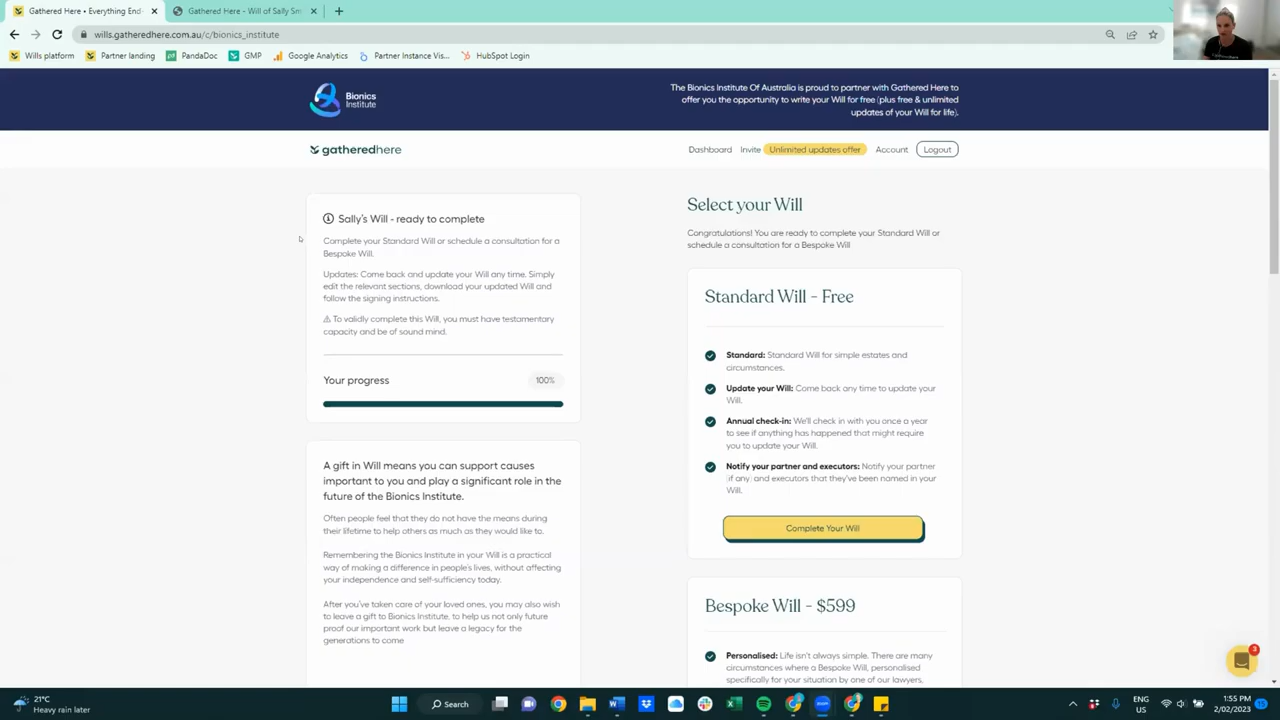 Gathered Here • Everything End-
Gathered Here - Will of Sally Sm
wills.gatheredhere.com.au/c/bionics_institute
Wills platform
Partner landing
PandaDoc
GMP
Google Analytics
Partner Instance Vis...
HubSpot Login
Bionics
Institute
The Bionics Institute Of Australia is proud to partner with Gathered Here to
offer you the opportunity to write your Will for free (plus free & unlimited
updates of your Will for life).
gatheredhere
Dashboard
Invite
Unlimited updates offer
Account
Logout
Sally's Will - ready to complete
Complete your Standard Will or schedule a consultation for a
Bespoke Will.
Updates: Come back and update your Will any time. Simply
edit the relevant sections, download your updated Will and
follow the signing instructions.
⚠ To validly complete this Will, you must have testamentary
capacity and be of sound mind.
Your progress
100%
A gift in Will means you can support causes
important to you and play a significant role in the
future of the Bionics Institute.
Often people feel that they do not have the means during
their lifetime to help others as much as they would like to.
Remembering the Bionics Institute in your Will is a practical
way of making a difference in people's lives, without affecting
your independence and self-sufficiency today.
After you've taken care of your loved ones, you may also wish
to leave a gift to Bionics Institute, to help us not only future
proof our important work but leave a legacy for the
generations to come
Select your Will
Congratulations! You are ready to complete your Standard Will or
schedule a consultation for a Bespoke Will
Standard Will - Free
Standard: Standard Will for simple estates and
circumstances.
Update your Will: Come back any time to update your
Will.
Annual check-in: We'll check in with you once a year
to see if anything has happened that might require
you to update your Will.
Notify your partner and executors: Notify your partner
(if any) and executors that they've been named in your
Will.
Complete Your Will
Bespoke Will - $599
Personalised: Life isn't always simple. There are many
circumstances where a Bespoke Will, personalised
specifically for your situation by one of our lawyers,
3
21°C
Heavy rain later
Search
ENG
US
1:55 PM
2/02/2023